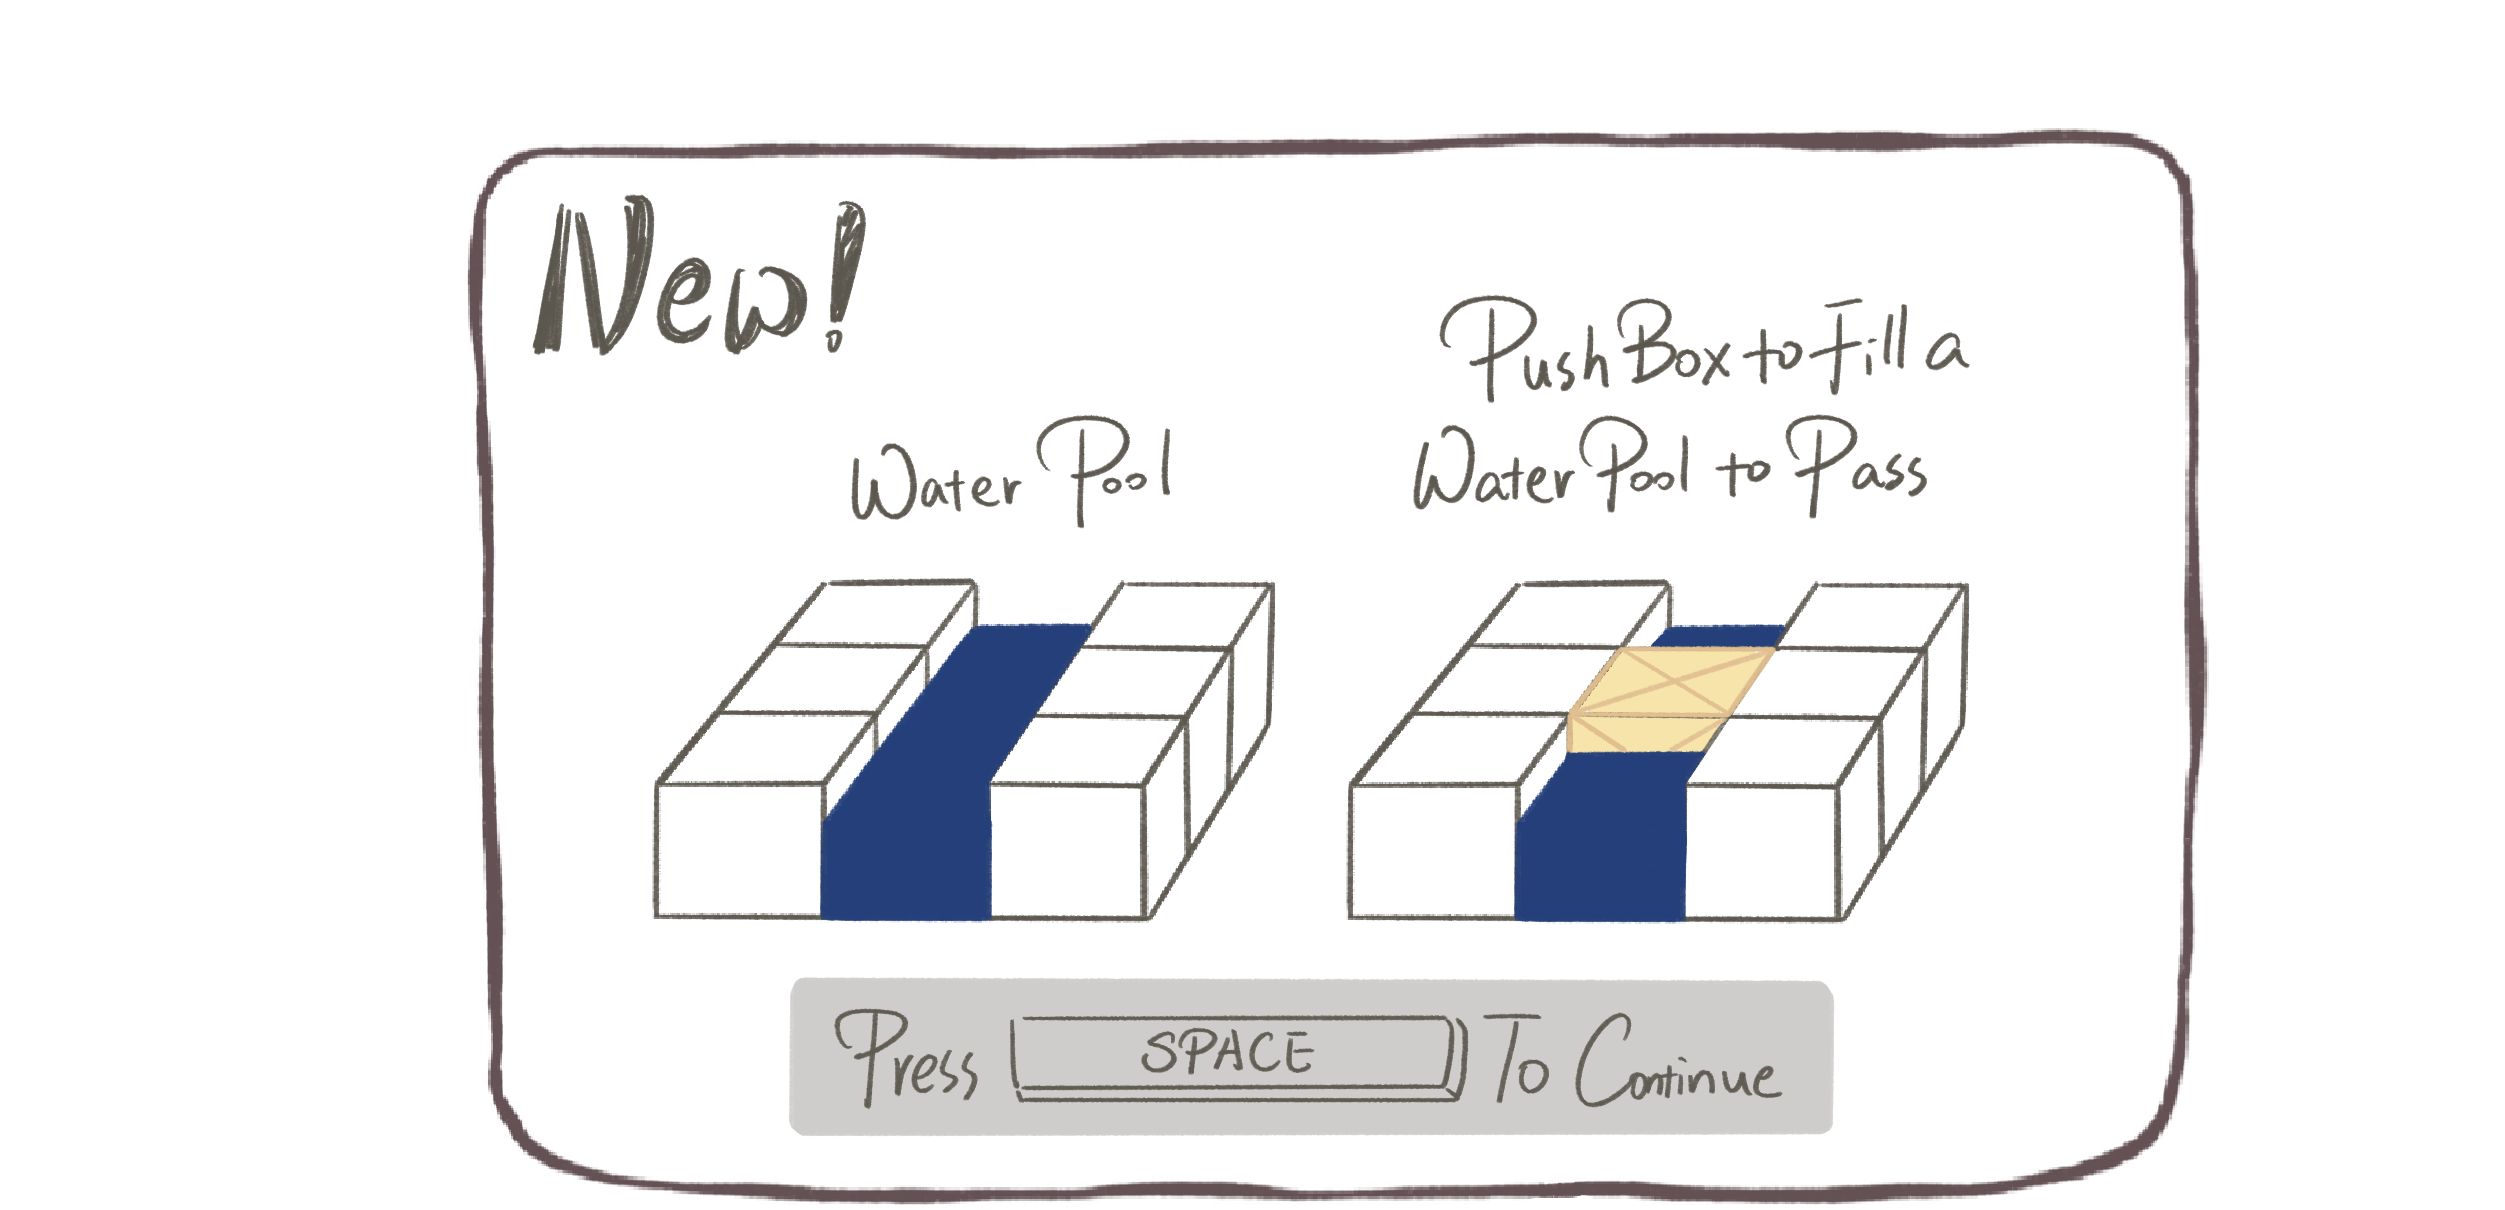 New!
Water Pool
Push Box to Fill a
Water Pool to Pass
Press SPACE To Continue